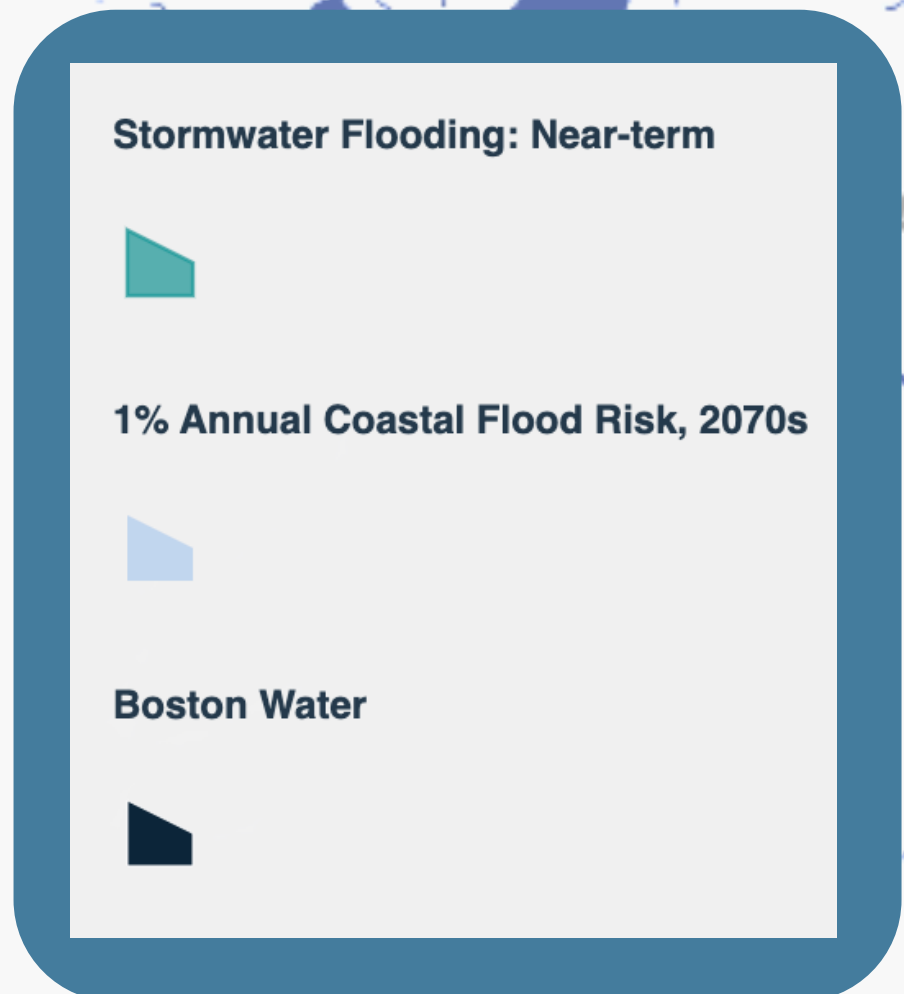 Stormwater Flooding: Near-term
1% Annual Coastal Flood Risk, 2070s
Boston Water